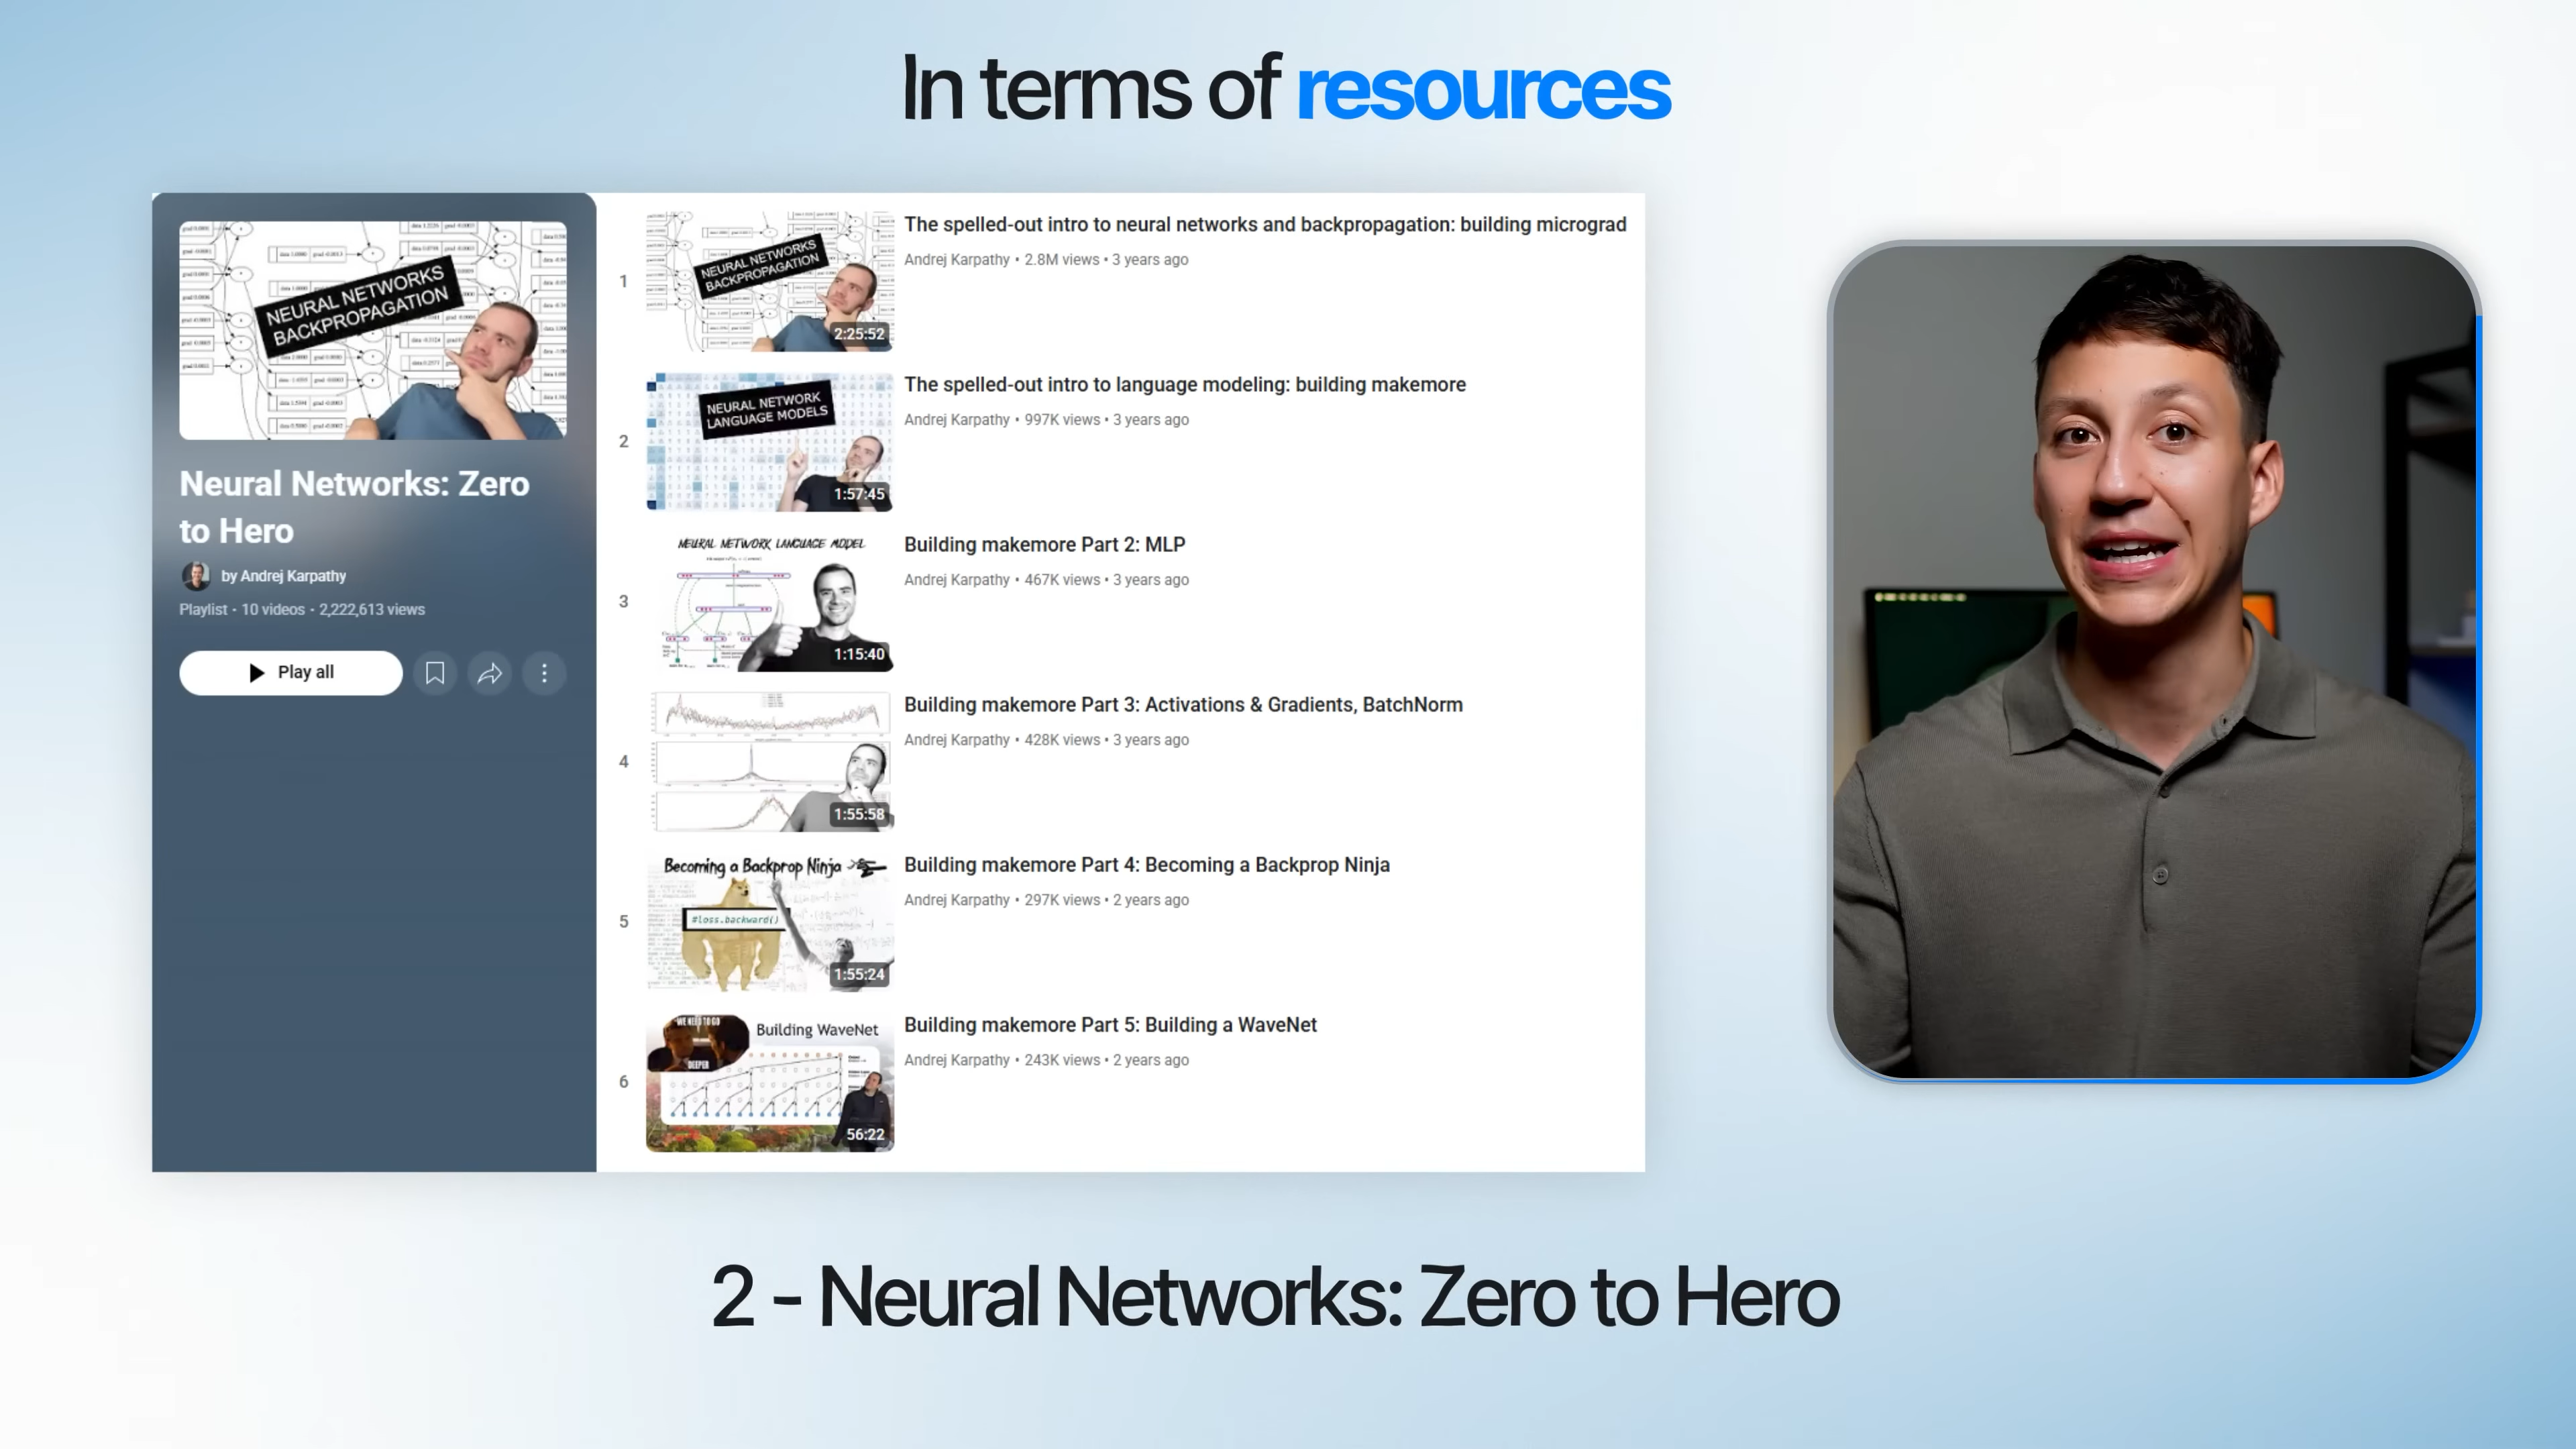 In terms of resources
NEURAL NETWORKS
BACKPROPAGATION
Neural Networks: Zero
to Hero
by Andrej Karpathy
Playlist • 10 videos • 2,222,613 views
Play all
1
NEURAL NETWORKS
BACKPROPAGATION
2:25:52
The spelled-out intro to neural networks and backpropagation: building micrograd
Andrej Karpathy • 2.8M views • 3 years ago
2
NEURAL NETWORK
LANGUAGE MODELS
1:57:45
The spelled-out intro to language modeling: building makemore
Andrej Karpathy • 997K views • 3 years ago
3
NEURAL NETWORK LANGUAGE MODEL
1:15:40
Building makemore Part 2: MLP
Andrej Karpathy • 467K views • 3 years ago
4
1:55:58
Building makemore Part 3: Activations & Gradients, BatchNorm
Andrej Karpathy • 428K views • 3 years ago
5
Becoming a Backprop Ninja
#loss.backward()
1:55:24
Building makemore Part 4: Becoming a Backprop Ninja
Andrej Karpathy • 297K views • 2 years ago
6
WE NEED TO GO
DEEPER
Building WaveNet
56:22
Building makemore Part 5: Building a WaveNet
Andrej Karpathy • 243K views • 2 years ago
2 - Neural Networks: Zero to Hero